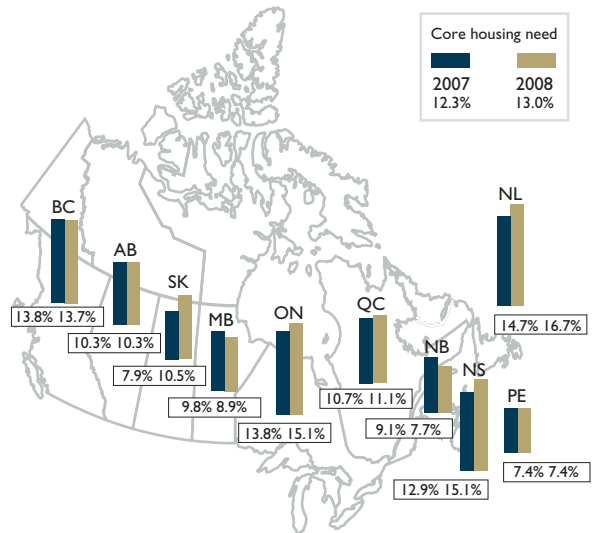 Core housing need
2007 2008
12.3% 13.0%
NL
14.7% 16.7%
BC
13.8% 13.7%
AB
10.3% 10.3%
SK
7.9% 10.5%
MB
9.8% 8.9%
ON
13.8% 15.1%
QC
10.7% 11.1%
NB
9.1% 7.7%
NS
12.9% 15.1%
PE
7.4% 7.4%